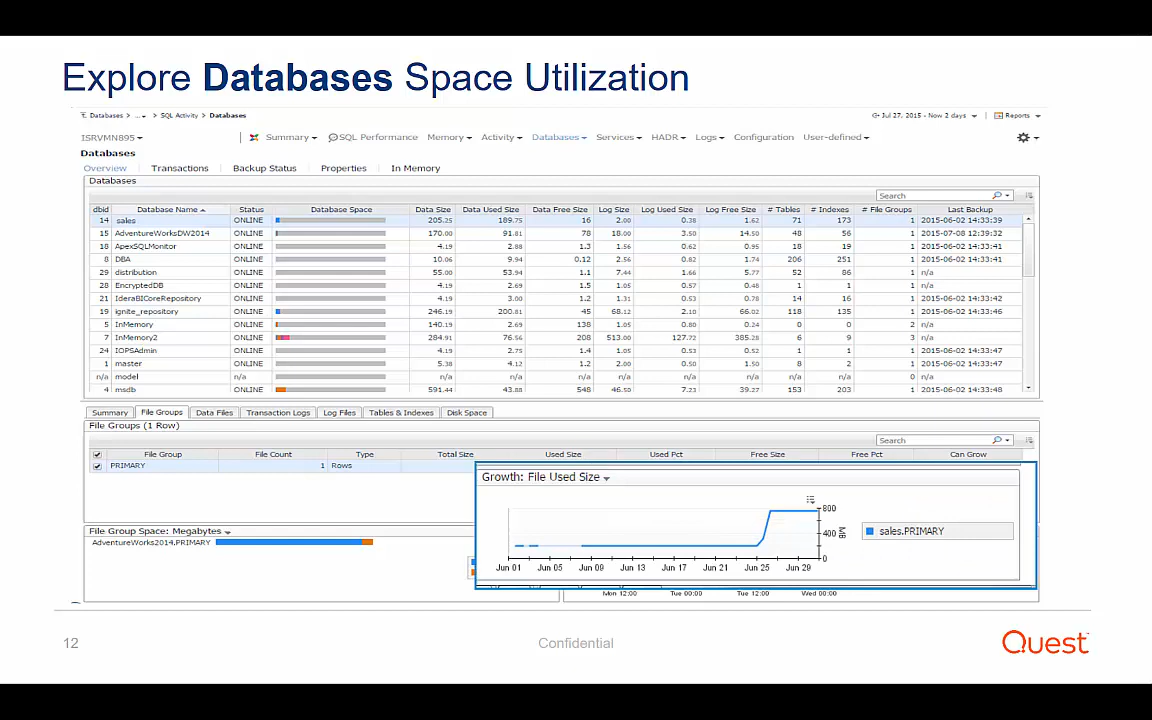 Explore Databases Space Utilization
Databases > ... > SQL Activity > Databases
Jul 27, 2015 - Now 2 days Reports
ISRVMN895 Summary SQL Performance Memory Activity Databases Services HADR Logs Configuration User-defined
Databases
Overview Transactions Backup Status Properties In Memory
Databases
Search
dbid Database Name Status Database Space Data Size Data Used Size Data Free Size Log Size Log Used Size Log Free Size # Tables # Indexes # File Groups Last Backup
14 sales ONLINE 205.25 189.75 16 2.00 0.38 1.62 71 173 1 2015-06-02 14:33:39
15 AdventureWorksDW2014 ONLINE 170.00 91.81 78 18.00 3.50 14.50 48 56 1 2015-07-08 12:39:32
18 ApexSQLMonitor ONLINE 4.19 2.88 1.3 1.56 0.62 0.95 18 19 1 2015-06-02 14:33:41
8 DBA ONLINE 10.06 9.94 0.12 2.56 0.82 1.74 206 251 1 2015-06-02 14:33:41
29 distribution ONLINE 55.00 53.94 1.1 7.44 1.66 5.77 52 86 1 n/a
28 EncryptedDB ONLINE 4.19 2.69 1.5 1.05 0.57 0.48 1 1 1 n/a
21 IderaBICoreRepository ONLINE 4.19 3.00 1.2 1.31 0.53 0.78 14 16 1 2015-06-02 14:33:42
19 ignite_repository ONLINE 246.19 200.81 45 68.12 2.10 66.02 118 135 1 2015-06-02 14:33:46
5 InMemory ONLINE 140.19 2.69 138 1.05 0.80 0.24 0 0 2 n/a
7 InMemory2 ONLINE 284.91 76.56 208 513.00 127.72 385.28 6 9 3 n/a
24 IOPSAdmin ONLINE 4.19 2.75 1.4 1.05 0.53 0.52 1 1 1 2015-06-02 14:33:47
1 master ONLINE 5.38 4.12 1.2 2.00 0.50 1.50 8 2 1 2015-06-02 14:33:47
n/a model n/a n/a n/a n/a n/a n/a n/a n/a n/a 0 n/a
4 msdb ONLINE 591.44 43.88 548 46.50 7.23 39.27 153 203 1 2015-06-02 14:33:48
Summary File Groups Data Files Transaction Logs Log Files Tables & Indexes Disk Space
File Groups (1 Row)
Search
File Group File Count Type Total Size Used Size Used Pct Free Size Free Pct Can Grow
PRIMARY 1 Rows
Growth: File Used Size
800
400
0
MB
sales.PRIMARY
Jun 01 Jun 05 Jun 09 Jun 13 Jun 17 Jun 21 Jun 25 Jun 29
File Group Space: Megabytes
AdventureWorks2014.PRIMARY
Mon 12:00 Tue 00:00 Tue 12:00 Wed 00:00
12
Confidential
Quest